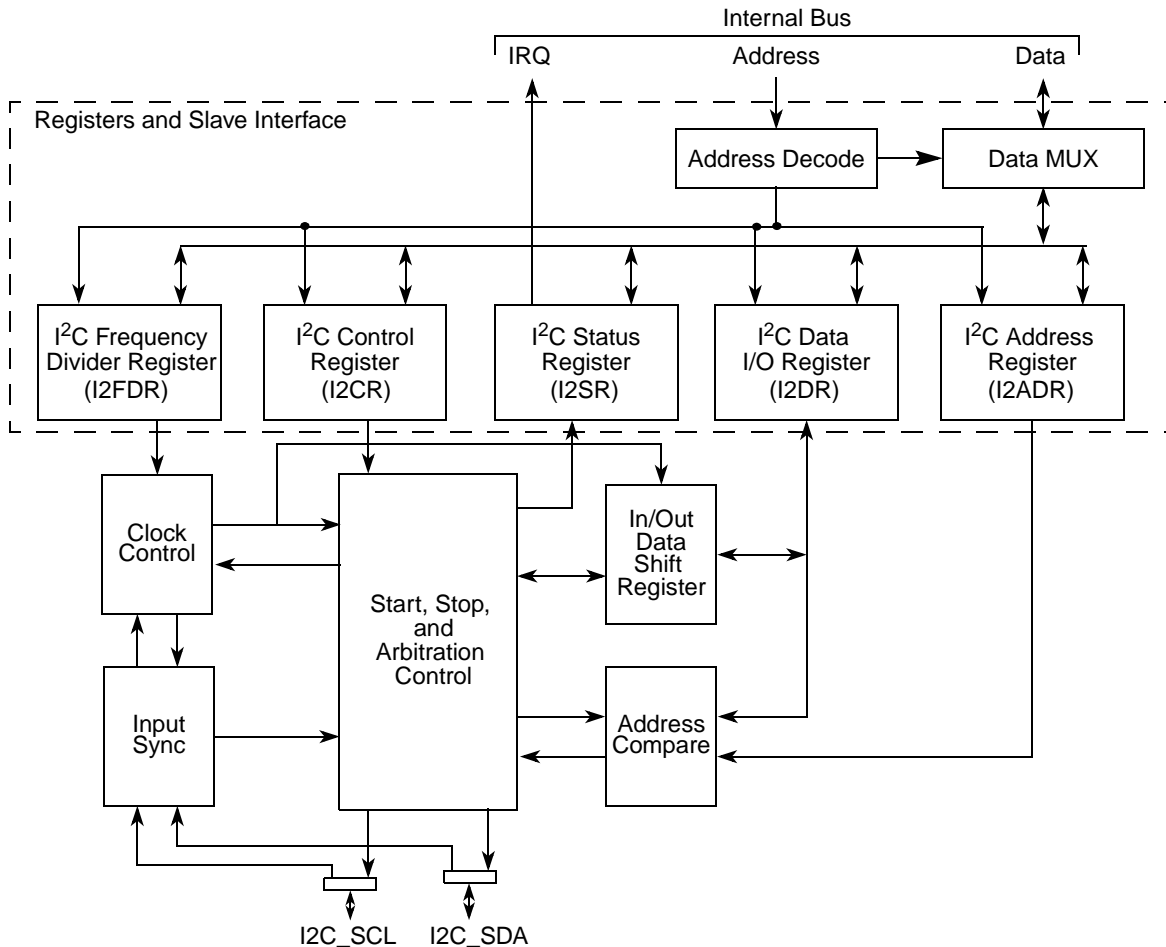 Internal Bus
IRQ
Address
Data
Registers and Slave Interface
Address Decode
Data MUX
I²C Frequency
Divider Register
(I2FDR)
I²C Control
Register
(I2CR)
I²C Status
Register
(I2SR)
I²C Data
I/O Register
(I2DR)
I²C Address
Register
(I2ADR)
Clock
Control
In/Out
Data
Shift
Register
Start, Stop,
and
Arbitration
Control
Input
Sync
Address
Compare
I2C_SCL
I2C_SDA